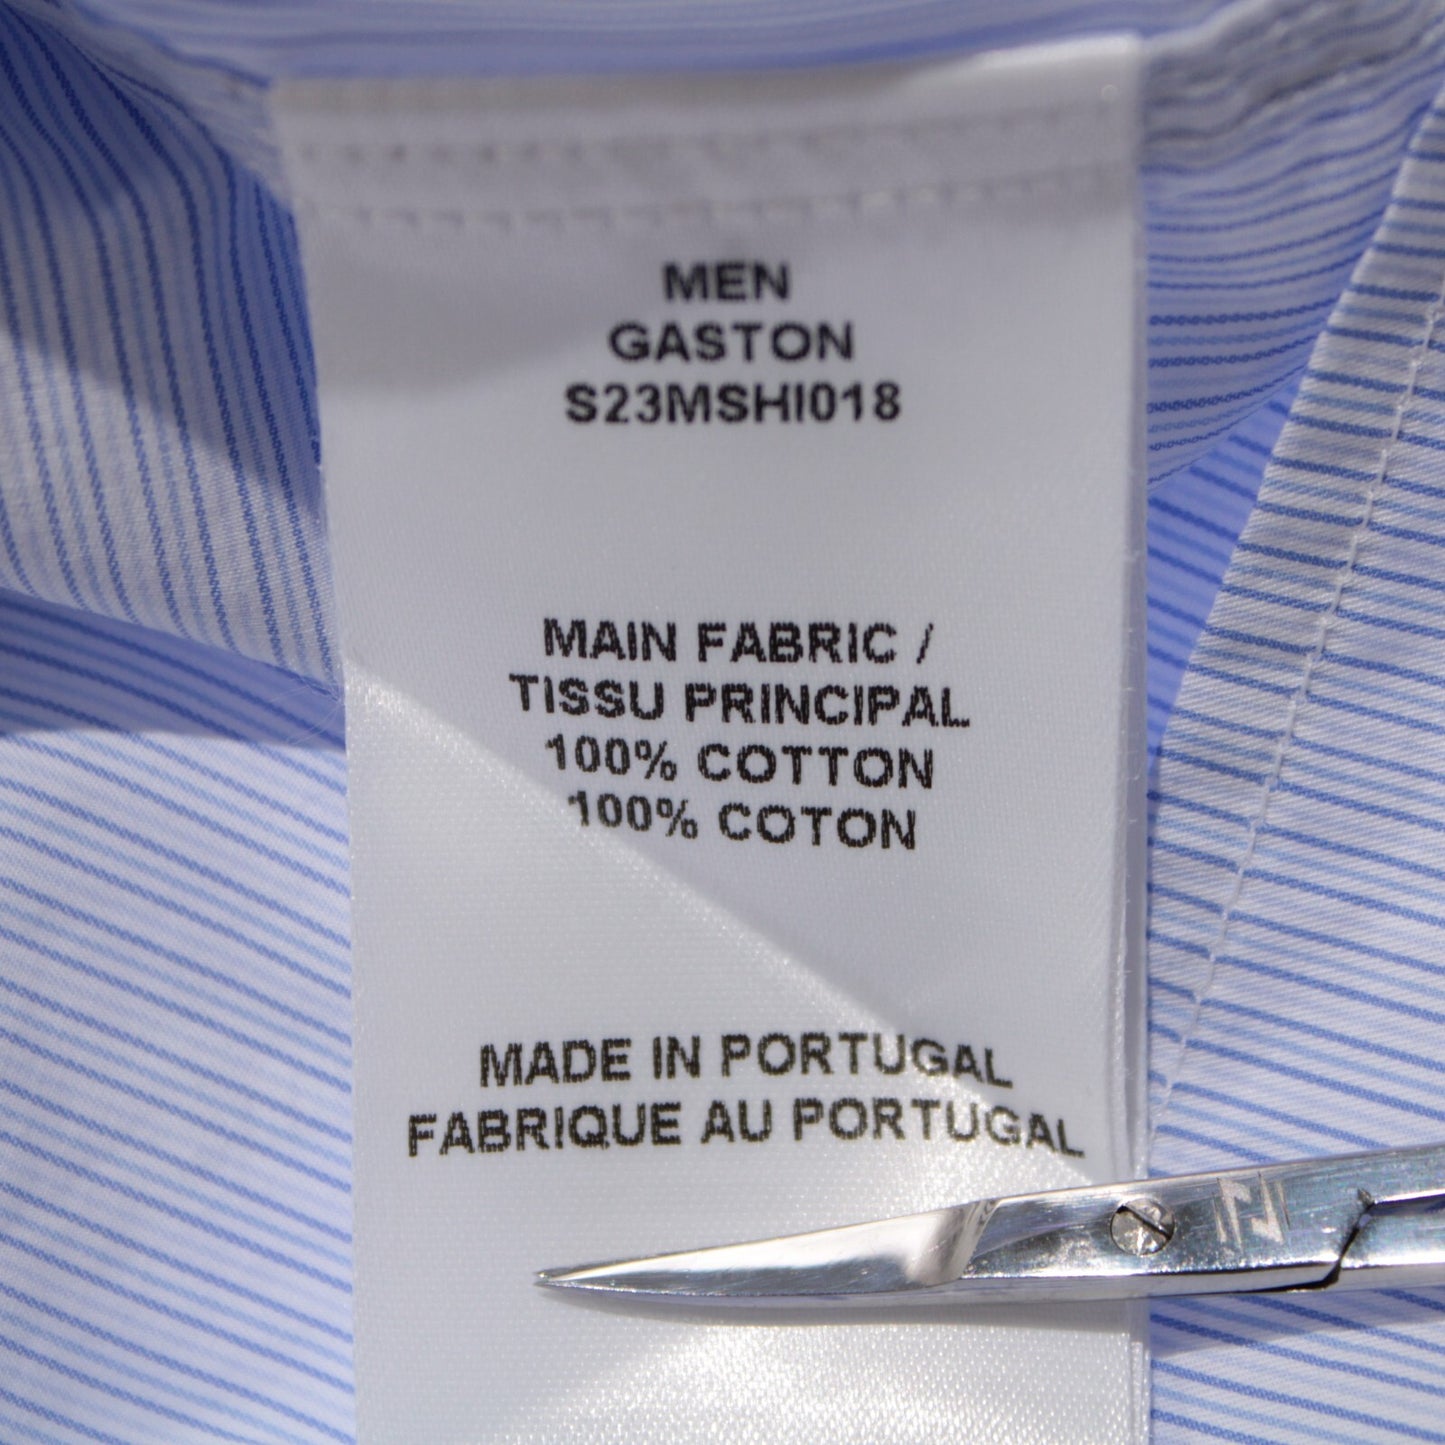 MEN
GASTON
S23MSHI018
MAIN FABRIC /
TISSU PRINCIPAL
100% COTTON
100% COTON
MADE IN PORTUGAL
FABRIQUE AU PORTUGAL